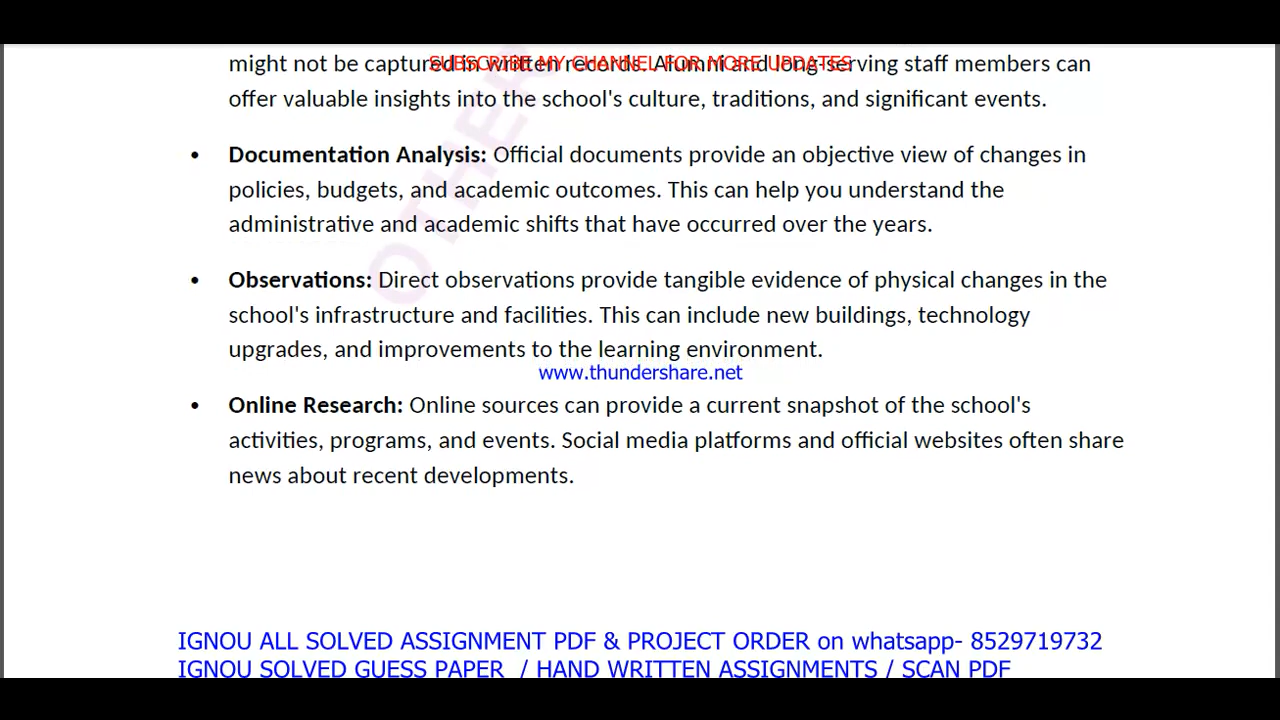 SUBSCRIBE MY CHANNEL FOR MORE UPDATES
might not be captured in written records. Alumni and long-serving staff members can
offer valuable insights into the school's culture, traditions, and significant events.
• Documentation Analysis: Official documents provide an objective view of changes in
policies, budgets, and academic outcomes. This can help you understand the
administrative and academic shifts that have occurred over the years.
• Observations: Direct observations provide tangible evidence of physical changes in the
school's infrastructure and facilities. This can include new buildings, technology
upgrades, and improvements to the learning environment.
www.thundershare.net
• Online Research: Online sources can provide a current snapshot of the school's
activities, programs, and events. Social media platforms and official websites often share
news about recent developments.
OTHER
IGNOU ALL SOLVED ASSIGNMENT PDF & PROJECT ORDER on whatsapp- 8529719732
IGNOU SOLVED GUESS PAPER / HAND WRITTEN ASSIGNMENTS / SCAN PDF